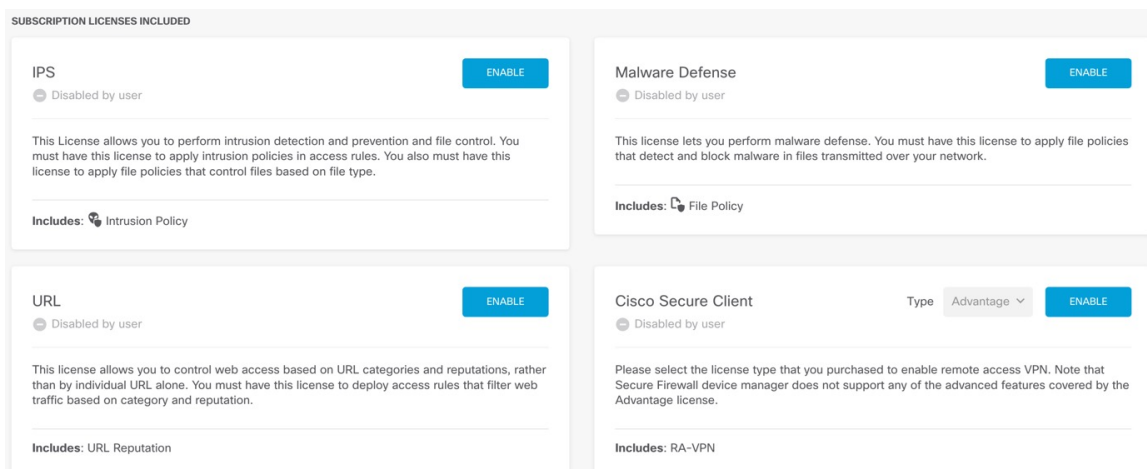 SUBSCRIPTION LICENSES INCLUDED
IPS
ENABLE
Disabled by user
This License allows you to perform intrusion detection and prevention and file control. You
must have this license to apply intrusion policies in access rules. You also must have this
license to apply file policies that control files based on file type.
Includes: Intrusion Policy
Malware Defense
ENABLE
Disabled by user
This license lets you perform malware defense. You must have this license to apply file policies
that detect and block malware in files transmitted over your network.
Includes: File Policy
URL
ENABLE
Disabled by user
This license allows you to control web access based on URL categories and reputations, rather
than by individual URL alone. You must have this license to deploy access rules that filter web
traffic based on category and reputation.
Includes: URL Reputation
Cisco Secure Client
Type Advantage
ENABLE
Disabled by user
Please select the license type that you purchased to enable remote access VPN. Note that
Secure Firewall device manager does not support any of the advanced features covered by the
Advantage license.
Includes: RA-VPN